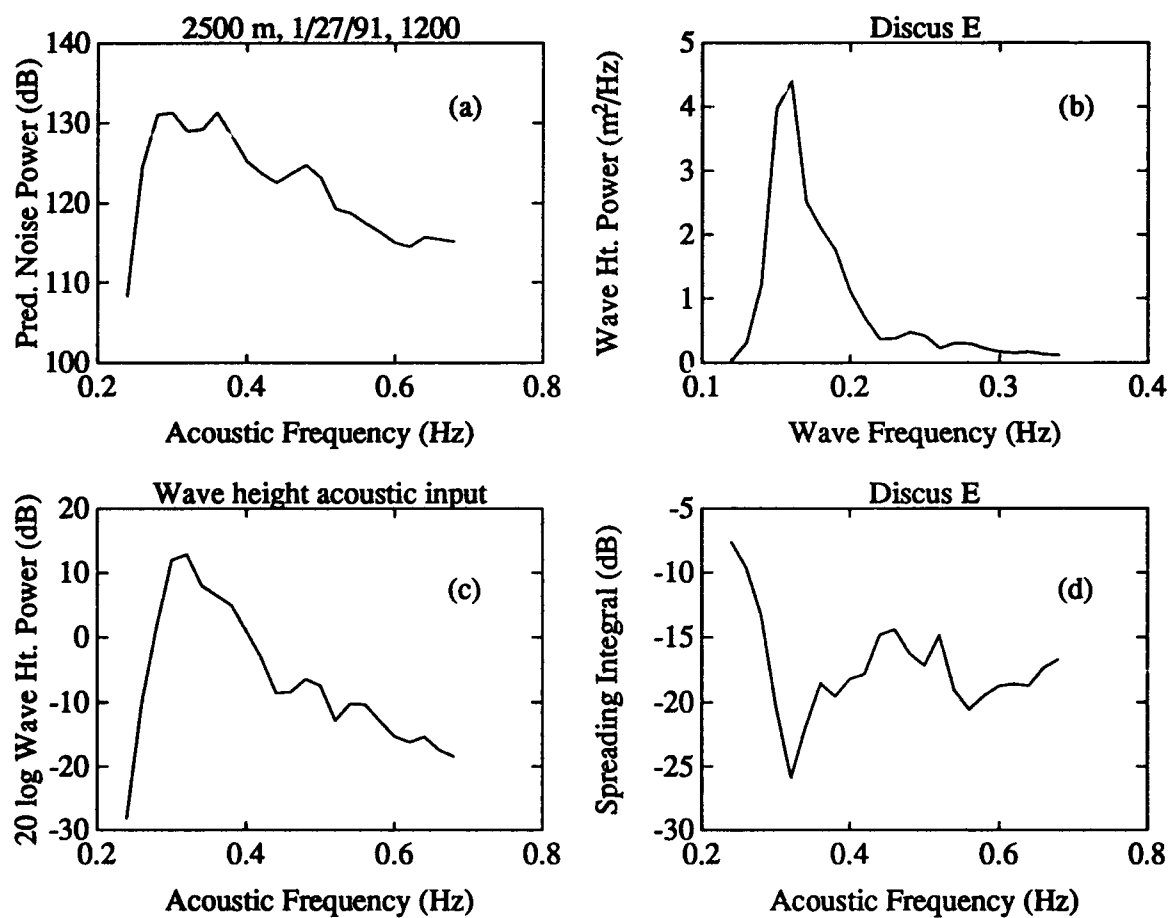 2500 m, 1/27/91, 1200
Pred. Noise Power (dB)
140
130
120
110
100
(a)
0.2
0.4
0.6
0.8
Acoustic Frequency (Hz)
Discus E
Wave Ht. Power (m²/Hz)
5
4
3
2
1
0
(b)
0.1
0.2
0.3
0.4
Wave Frequency (Hz)
Wave height acoustic input
20 log Wave Ht. Power (dB)
20
10
0
-10
-20
-30
(c)
0.2
0.4
0.6
0.8
Acoustic Frequency (Hz)
Discus E
Spreading Integral (dB)
-5
-10
-15
-20
-25
-30
(d)
0.2
0.4
0.6
0.8
Acoustic Frequency (Hz)